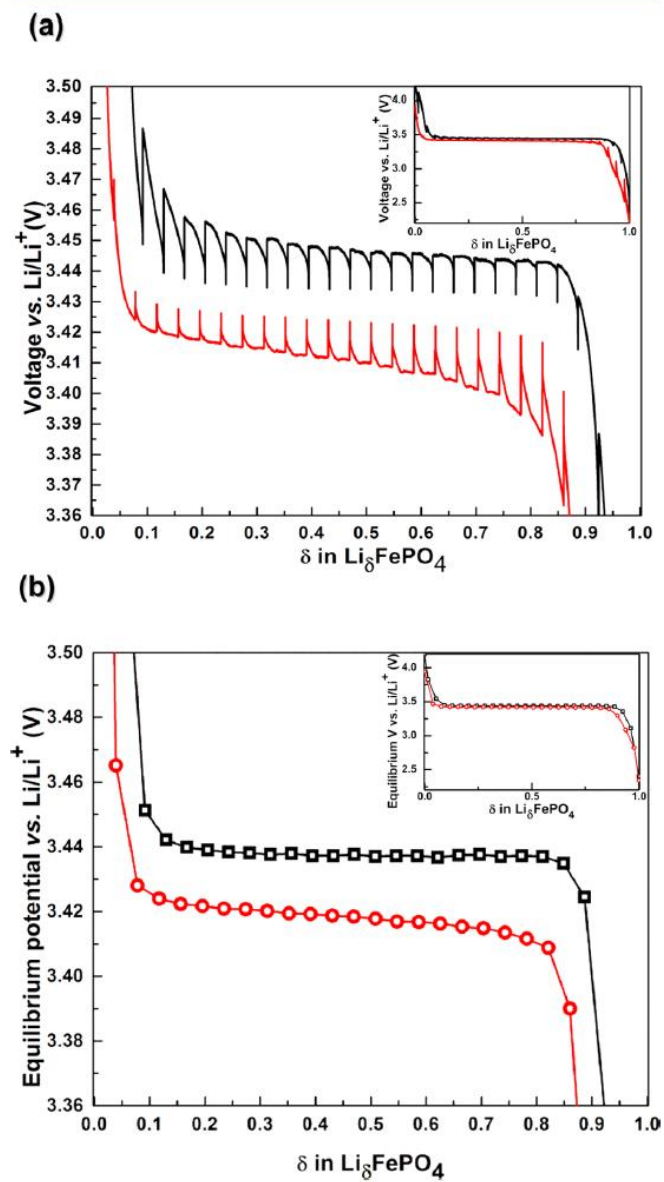 (a)
3.50
3.49
3.48
3.47
3.46
3.45
3.44
3.43
3.42
3.41
3.40
3.39
3.38
3.37
3.36
Voltage vs. Li/Li⁺(V)
0.0 0.1 0.2 0.3 0.4 0.5 0.6 0.7 0.8 0.9 1.0
δ in LiδFePO₄
4.0
3.5
3.0
2.5
Voltage vs. Li/Li⁺ (V)
0.0 0.5 1.0
δ in LiδFePO₄
(b)
3.50
3.48
3.46
3.44
3.42
3.40
3.38
3.36
Equilibrium potential vs. Li/Li⁺ (V)
0.0 0.1 0.2 0.3 0.4 0.5 0.6 0.7 0.8 0.9 1.0
δ in LiδFePO₄
4.0
3.5
3.0
2.5
Equilibrium V vs. Li/Li⁺ (V)
0.0 0.5 1.0
δ in LiδFePO₄